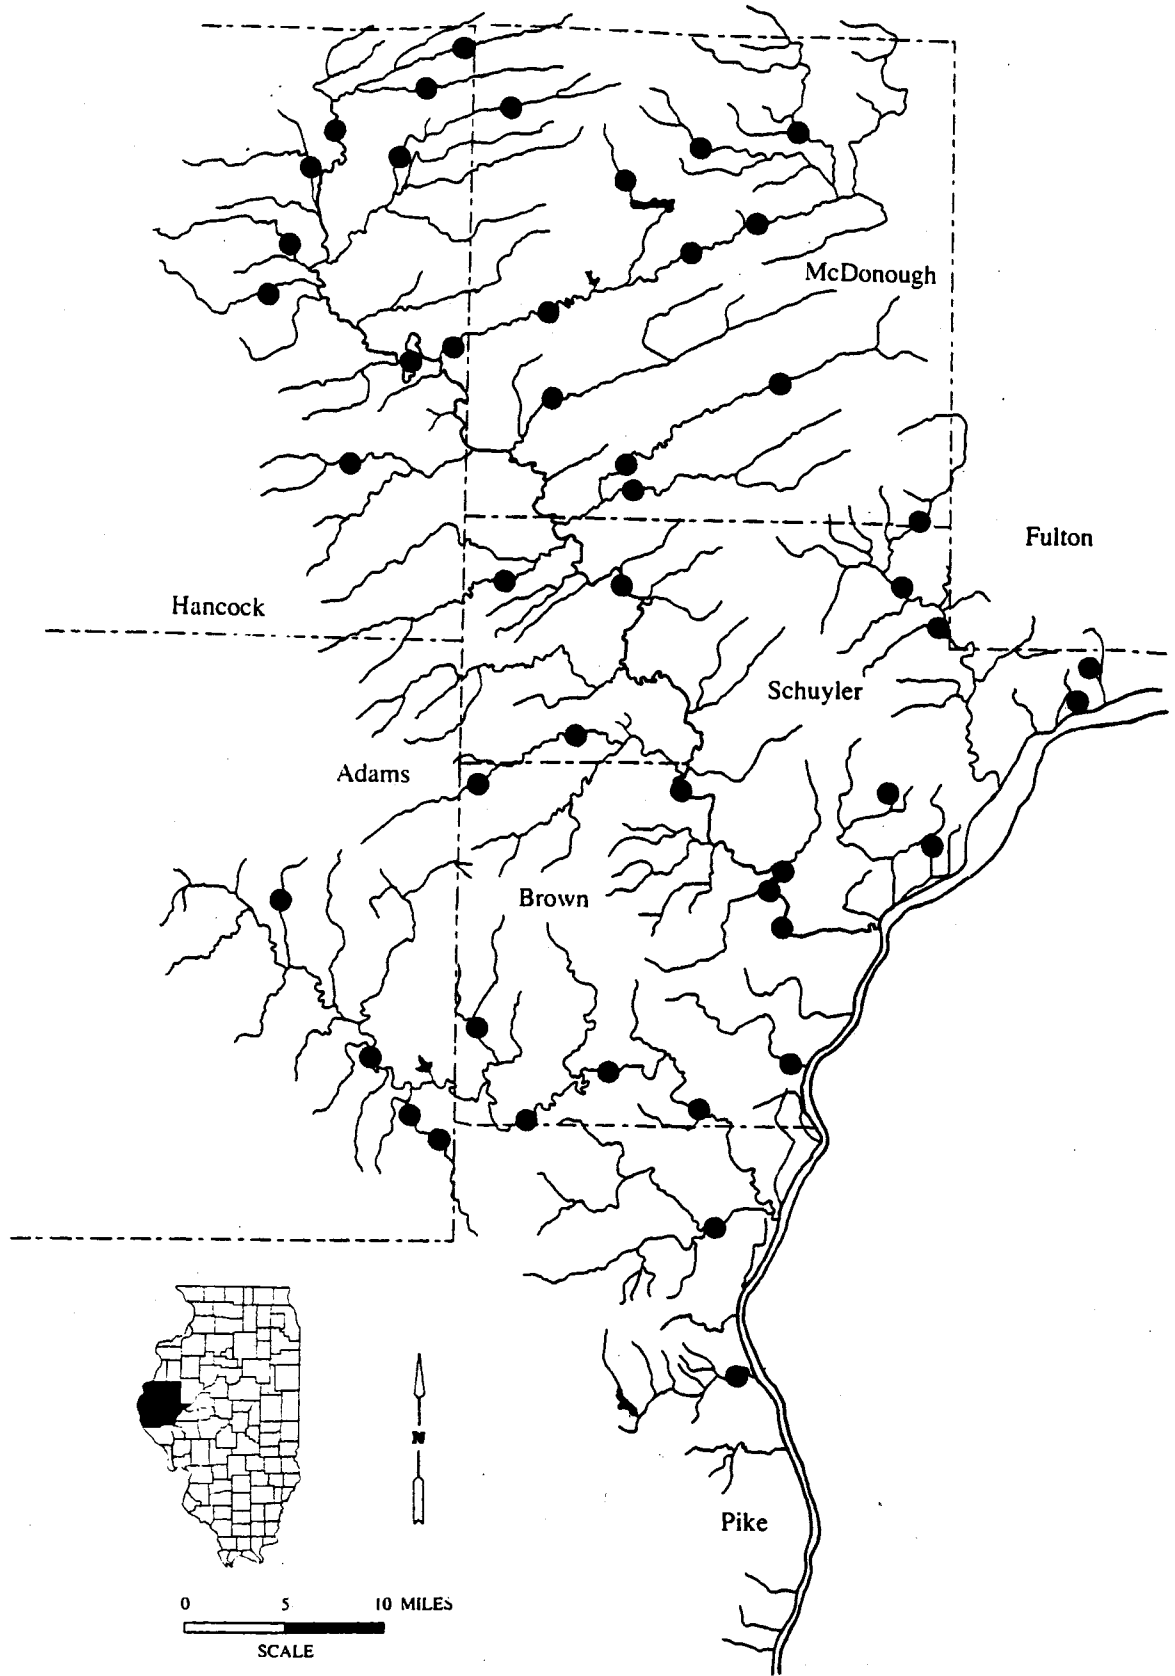 McDonough
Fulton
Hancock
Schuyler
Adams
Brown
N
Pike
0 5 10 MILES
SCALE